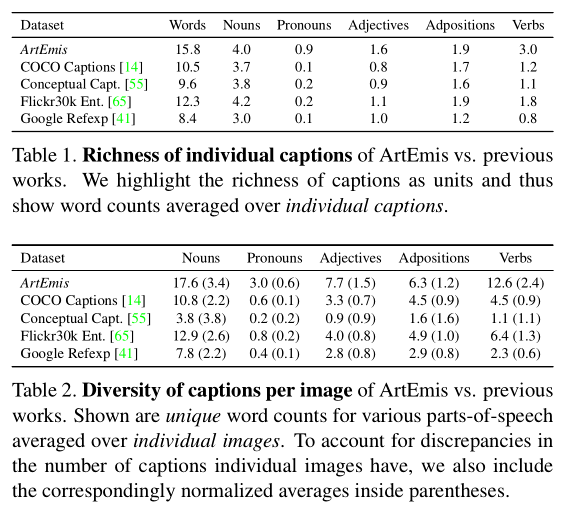 Dataset Words Nouns Pronouns Adjectives Adpositions Verbs
ArtEmis 15.8 4.0 0.9 1.6 1.9 3.0
COCO Captions [14] 10.5 3.7 0.1 0.8 1.7 1.2
Conceptual Capt. [55] 9.6 3.8 0.2 0.9 1.6 1.1
Flickr30k Ent. [65] 12.3 4.2 0.2 1.1 1.9 1.8
Google Refexp [41] 8.4 3.0 0.1 1.0 1.2 0.8
Table 1. Richness of individual captions of ArtEmis vs. previous
works. We highlight the richness of captions as units and thus
show word counts averaged over individual captions.
Dataset Nouns Pronouns Adjectives Adpositions Verbs
ArtEmis 17.6 (3.4) 3.0 (0.6) 7.7 (1.5) 6.3 (1.2) 12.6 (2.4)
COCO Captions [14] 10.8 (2.2) 0.6 (0.1) 3.3 (0.7) 4.5 (0.9) 4.5 (0.9)
Conceptual Capt. [55] 3.8 (3.8) 0.2 (0.2) 0.9 (0.9) 1.6 (1.6) 1.1 (1.1)
Flickr30k Ent. [65] 12.9 (2.6) 0.8 (0.2) 4.0 (0.8) 4.9 (1.0) 6.4 (1.3)
Google Refexp [41] 7.8 (2.2) 0.4 (0.1) 2.8 (0.8) 2.9 (0.8) 2.3 (0.6)
Table 2. Diversity of captions per image of ArtEmis vs. previous
works. Shown are unique word counts for various parts-of-speech
averaged over individual images. To account for discrepancies in
the number of captions individual images have, we also include
the correspondingly normalized averages inside parentheses.